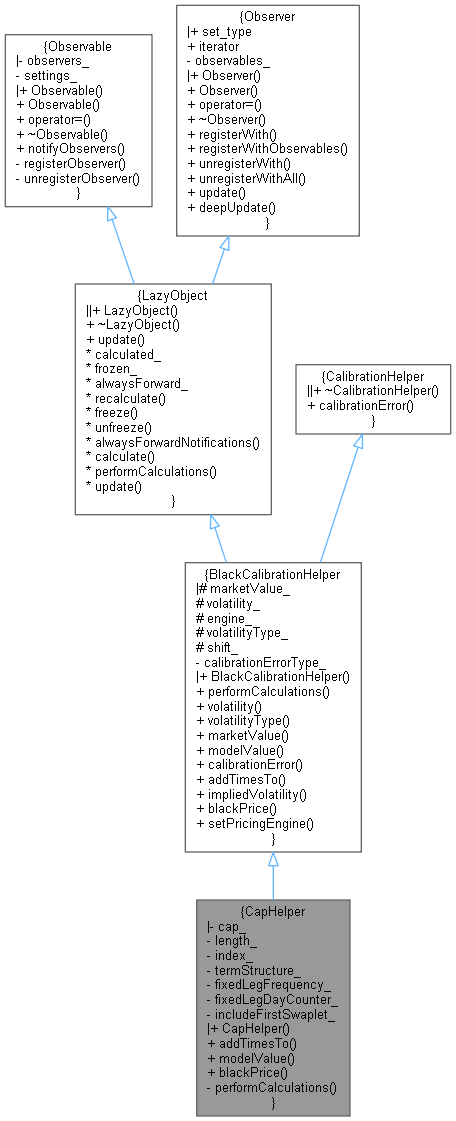 {Observable
|- observers_
- settings_
|+ Observable()
+ Observable()
+ operator=()
+ ~Observable()
+ notifyObservers()
- registerObserver()
- unregisterObserver()
}
{Observer
|+ set_type
+ iterator
- observables_
|+ Observer()
+ Observer()
+ operator=()
+ ~Observer()
+ registerWith()
+ registerWithObservables()
+ unregisterWith()
+ unregisterWithAll()
+ update()
+ deepUpdate()
}
{LazyObject
||+ LazyObject()
+ ~LazyObject()
+ update()
* calculated_
* frozen_
* alwaysForward_
* recalculate()
* freeze()
* unfreeze()
* alwaysForwardNotifications()
* calculate()
* performCalculations()
* update()
}
{CalibrationHelper
||+ ~CalibrationHelper()
+ calibrationError()
}
{BlackCalibrationHelper
|# marketValue_
# volatility_
# engine_
# volatilityType_
# shift_
- calibrationErrorType_
|+ BlackCalibrationHelper()
+ performCalculations()
+ volatility()
+ volatilityType()
+ marketValue()
+ modelValue()
+ calibrationError()
+ addTimesTo()
+ impliedVolatility()
+ blackPrice()
+ setPricingEngine()
}
{CapHelper
|- cap_
- length_
- index_
- termStructure_
- fixedLegFrequency_
- fixedLegDayCounter_
- includeFirstSwaplet_
|+ CapHelper()
+ addTimesTo()
+ modelValue()
+ blackPrice()
- performCalculations()
}